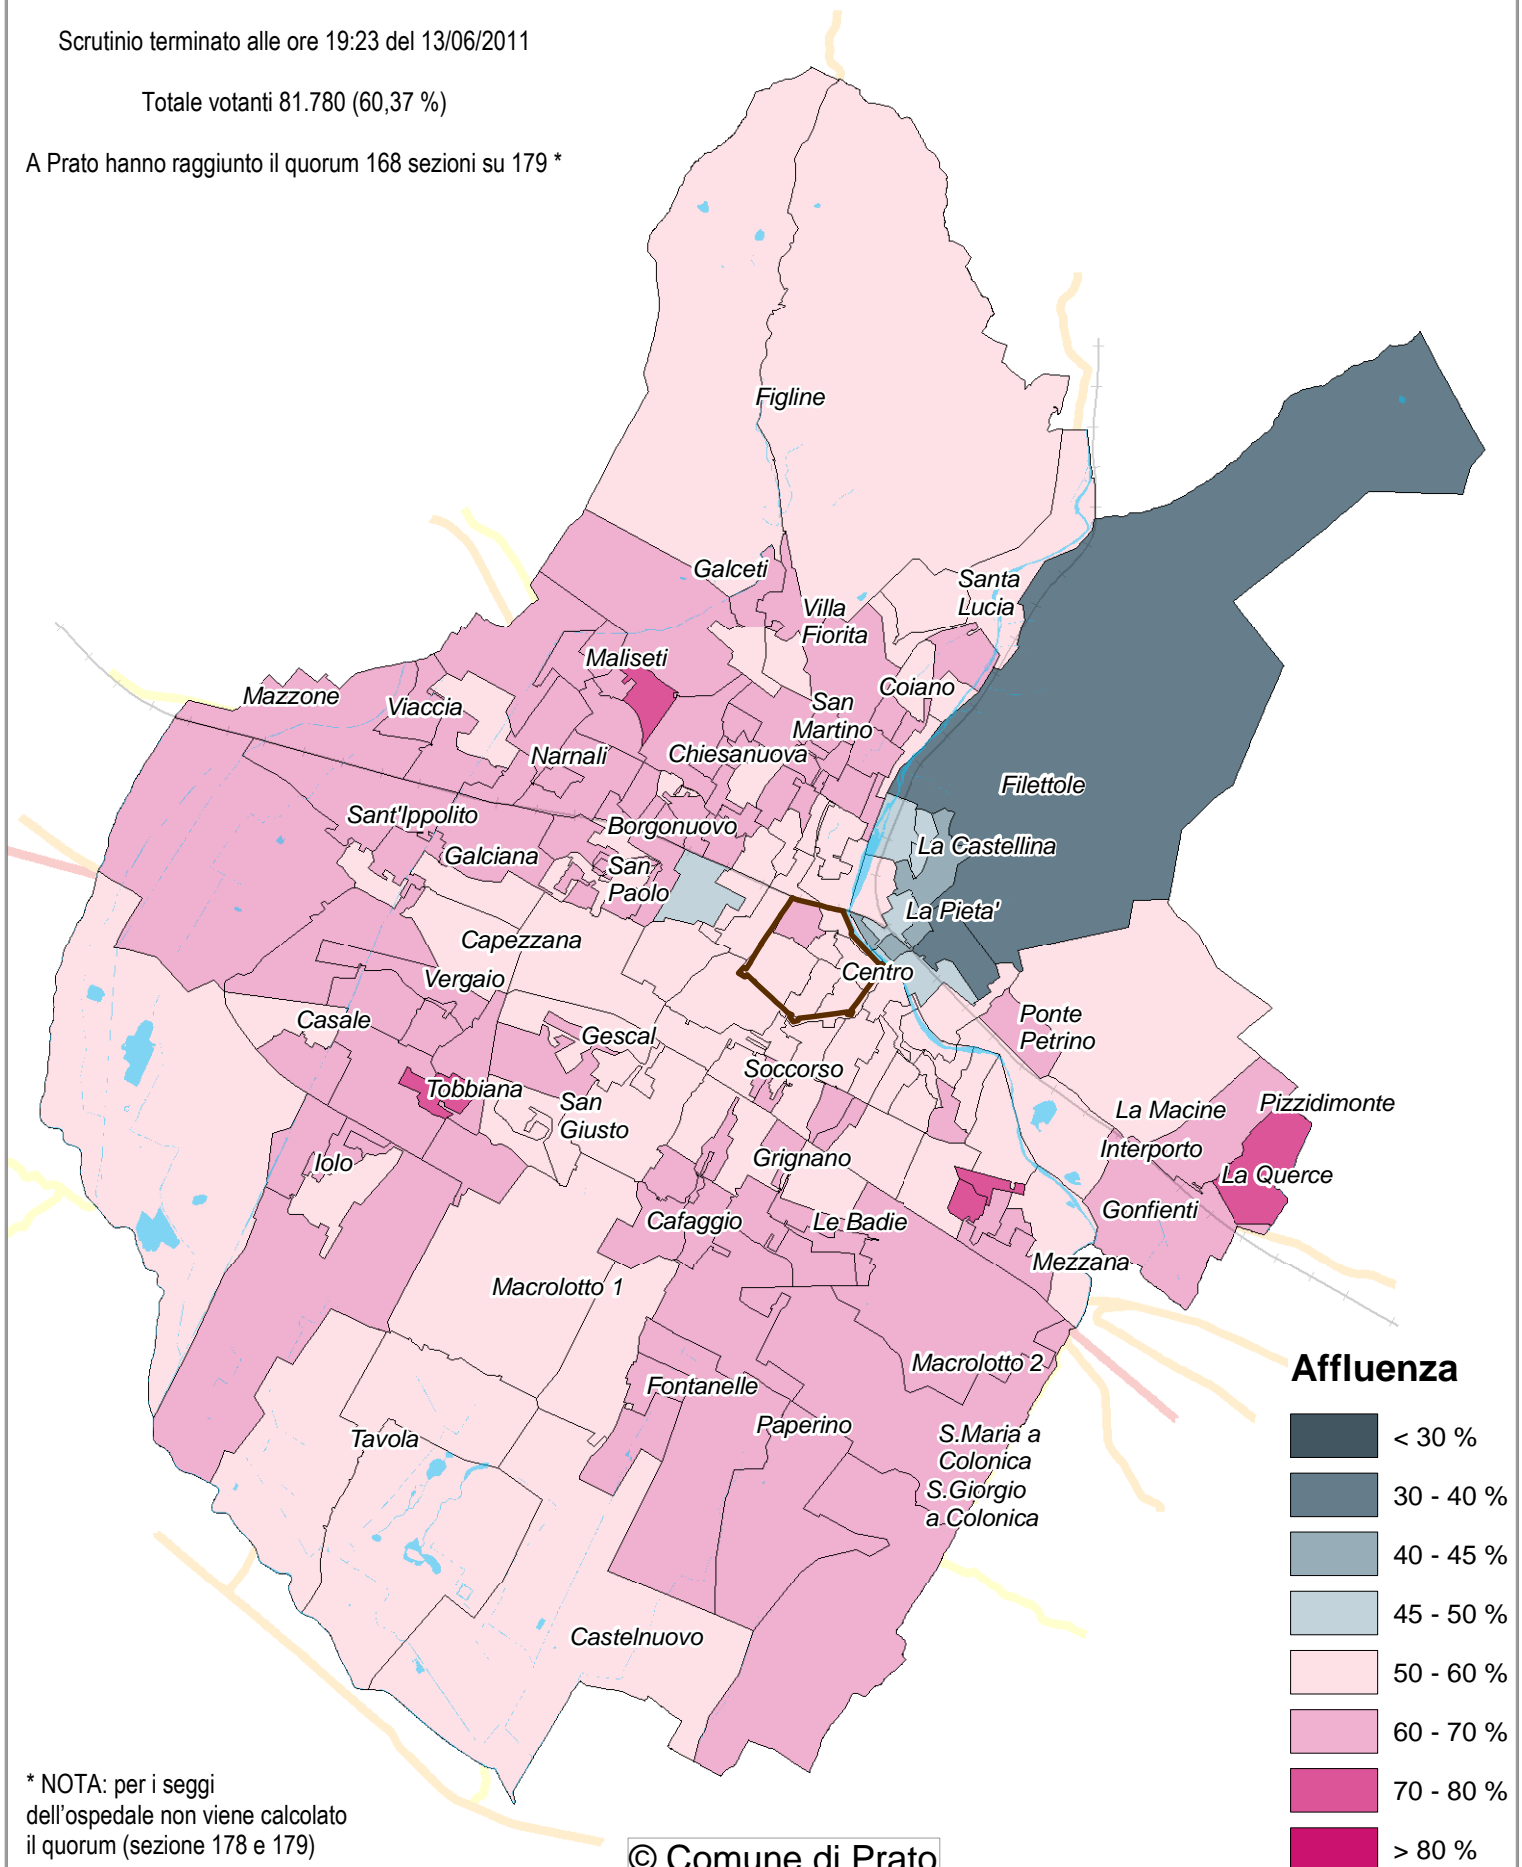 Scrutinio terminato alle ore 19:23 del 13/06/2011
Totale votanti 81.780 (60,37 %)
A Prato hanno raggiunto il quorum 168 sezioni su 179 *
Figline
Galceti
Santa
Lucia
Villa
Fiorita
Maliseti
Coiano
Mazzone
Viaccia
San
Martino
Narnali
Chiesanuova
Filettole
Sant'Ippolito
Borgonuovo
La Castellina
Galciana
San
Paolo
La Pieta'
Capezzana
Centro
Vergaio
Casale
Ponte
Petrino
Gescal
Soccorso
Tobbiana
San
Giusto
La Macine
Pizzidimonte
Interporto
Iolo
Grignano
La Querce
Cafaggio
Le Badie
Gonfienti
Mezzana
Macrolotto 1
Macrolotto 2
Fontanelle
Paperino
Tavola
S.Maria a
Colonica
S.Giorgio
a Colonica
Castelnuovo
Affluenza
< 30 %
30 - 40 %
40 - 45 %
45 - 50 %
50 - 60 %
60 - 70 %
70 - 80 %
> 80 %
* NOTA: per i seggi
dell'ospedale non viene calcolato
il quorum (sezione 178 e 179)
© Comune di Prato